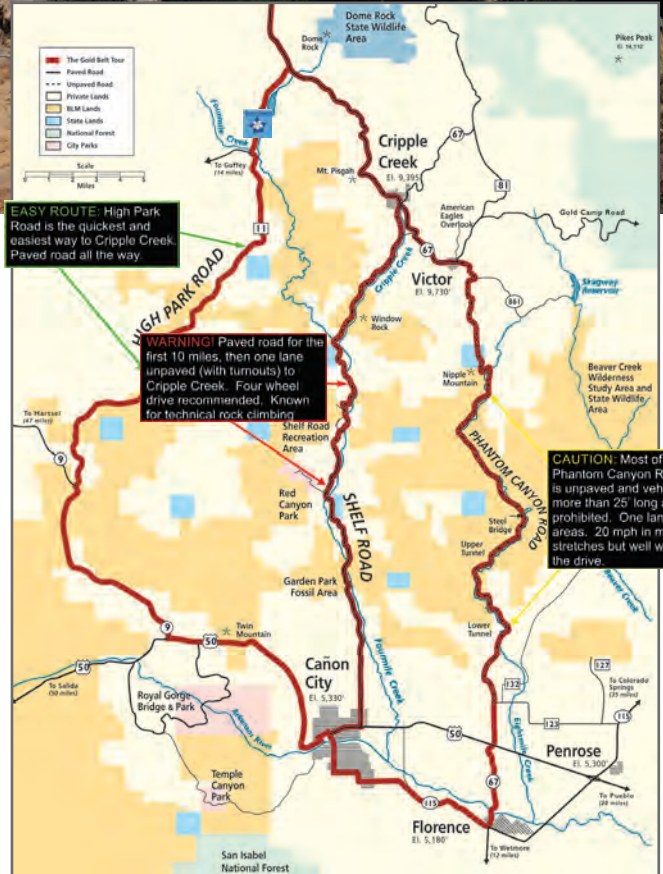 Dome Rock
State Wildlife
Area
Dome
Rock
Pikes Peak
El. 14,110'
The Gold Belt Tour
Paved Road
Unpaved Road
Private Lands
BLM Lands
State Lands
National Forest
City Parks
Scale
Miles
Fourmile Creek
To Guffey
(14 miles)
Cripple
Creek
El. 9,395'
Mt. Pisgah
67
81
American
Eagles
Overlook
Gold Camp Road
EASY ROUTE: High Park
Road is the quickest and
easiest way to Cripple Creek.
Paved road all the way.
11
HIGH PARK ROAD
67
Victor
El. 9,730'
Cripple Creek
861
Skagway
Reservoir
Window
Rock
WARNING! Paved road for the
first 10 miles, then one lane
unpaved (with turnouts) to
Cripple Creek. Four wheel
drive recommended. Known
for technical rock climbing
Nipple
Mountain
Beaver Creek
Wilderness
Study Area and
State Wildlife
Area
To Hartsel
(47 miles)
9
Shelf Road
Recreation
Area
PHANTOM CANYON ROAD
CAUTION: Most of
Phantom Canyon R
is unpaved and veh
more than 25' long
prohibited. One lan
areas. 20 mph in m
stretches but well w
the drive.
Red
Canyon
Park
SHELF ROAD
Steel
Bridge
Upper
Tunnel
Beaver Creek
Garden Park
Fossil Area
Lower
Tunnel
9
50
Twin
Mountain
Fourmile Creek
50
To Salida
(50 miles)
Royal Gorge
Bridge & Park
Arkansas River
Cañon
City
El. 5,330'
132
127
To Colorado
Springs
(35 miles)
123
115
Eightmile Creek
50
Penrose
El. 5,300'
Temple
Canyon
Park
67
115
To Pueblo
(28 miles)
Florence
El. 5,180'
To Wetmore
(12 miles)
San Isabel
National Forest